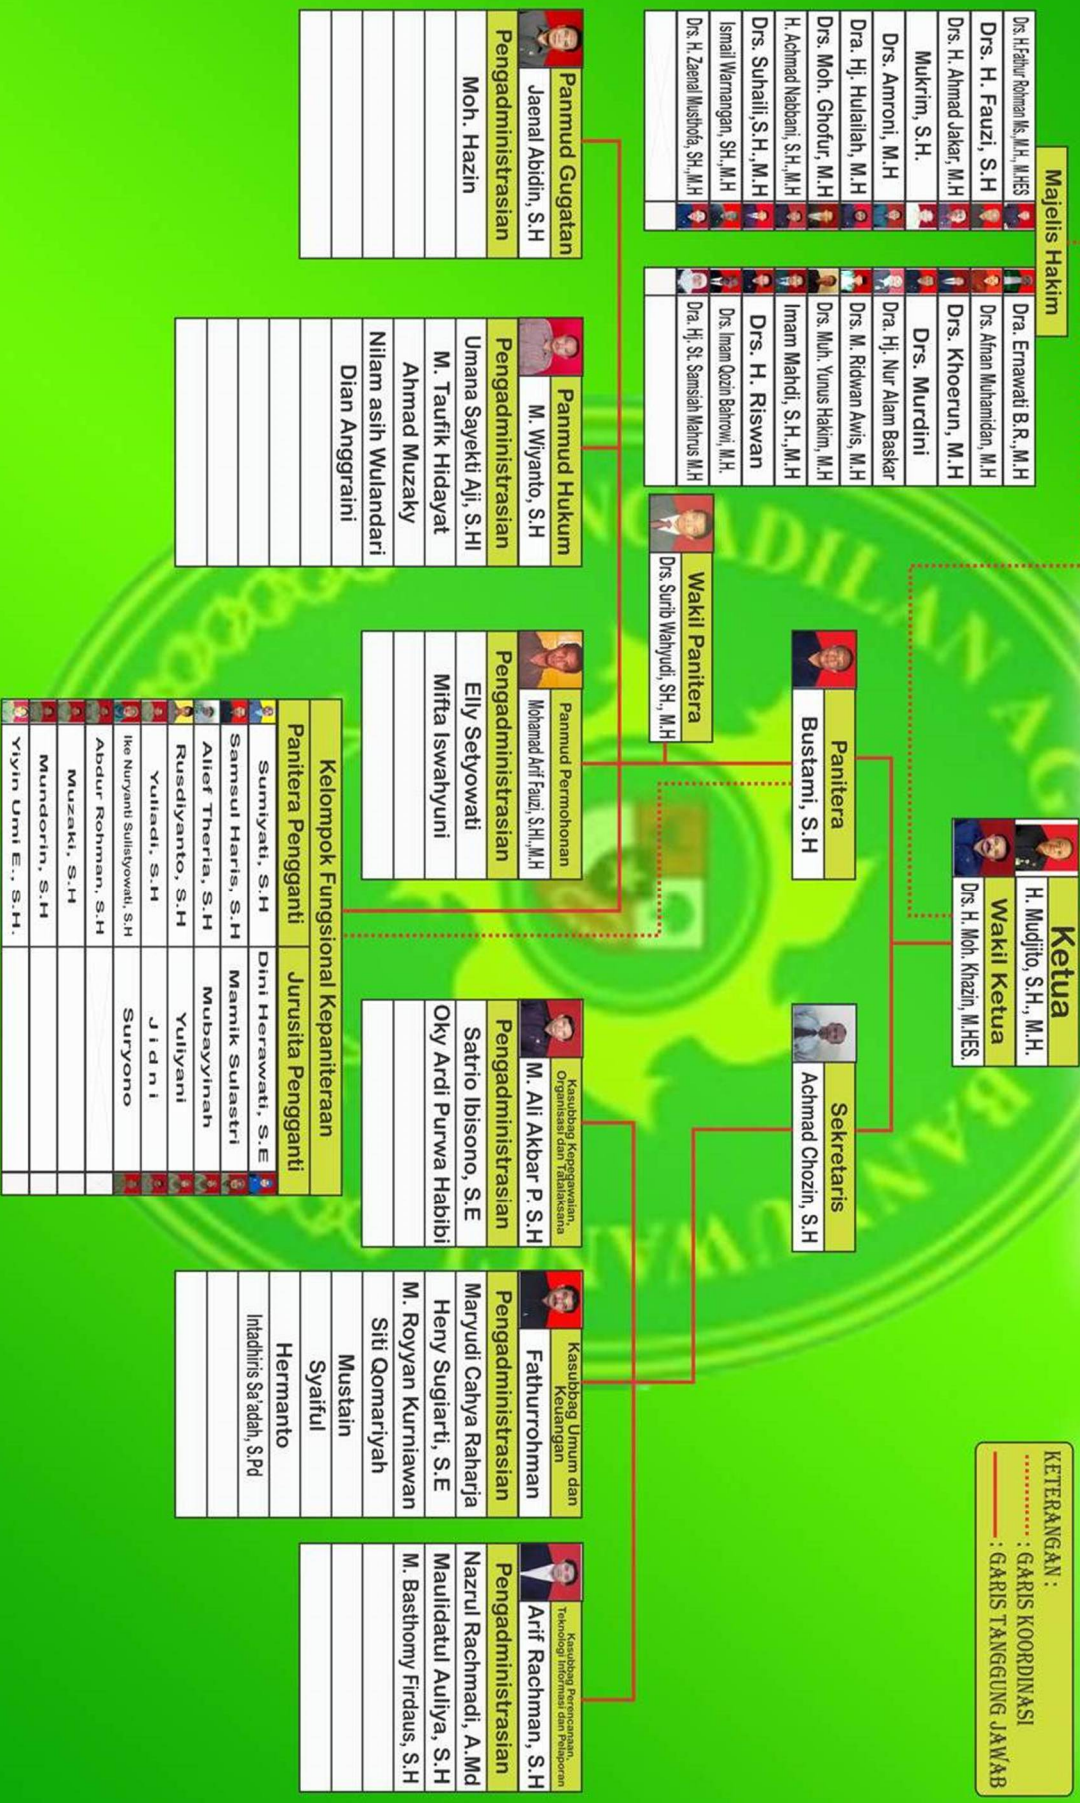 Ketua
H. Mudjito, S.H., M.H.
Wakil Ketua
Drs. H. Moh. Khazin, M.HES.
KETERANGAN :
: GARIS KOORDINASI
: GARIS TANGGUNG JAWAB
Majelis Hakim
Drs. H.Fathur Rohman Ms.,M.H., M.HES
Drs. H. Fauzi, S.H
Drs. H. Ahmad Jakar, M.H
Mukrim, S.H.
Drs. Amroni, M.H
Dra. Hj. Hulailah, M.H
Drs. Moh. Ghofur, M.H
H. Achmad Nabbani, S.H.,M.H
Drs. Suhaili,S.H.,M.H
Ismail Warnangan, SH.,M.H
Drs. H. Zaenal Musthofa, SH.,M.H
Dra. Ernawati B.R.,M.H
Drs. Afnan Muhamidan, M.H
Drs. Khoerun, M.H
Drs. Murdini
Dra. Hj. Nur Alam Baskar
Drs. M. Ridwan Awis, M.H
Drs. Muh. Yunus Hakim, M.H
Imam Mahdi, S.H.,M.H
Drs. H. Riswan
Drs. Imam Qozin Bahrowi, M.H.
Dra. Hj. St. Samsiah Mahrus M.H
Panitera
Bustami, S.H
Sekretaris
Achmad Chozin, S.H
Wakil Panitera
Drs. Surib Wahyudi, SH., M.H
Panmud Gugatan
Jaenal Abidin, S.H
Pengadministrasian
Moh. Hazin
Panmud Hukum
M. Wiyanto, S.H
Pengadministrasian
Umana Sayekti Aji, S.HI
M. Taufik Hidayat
Ahmad Muzaky
Nilam asih Wulandari
Dian Anggraini
Panmud Permohonan
Mohamad Arif Fauzi, S.HI.,M.H
Pengadministrasian
Elly Setyowati
Mifta Iswahyuni
Kasubbag Kepegawaian,
Organisasi dan Tatalaksana
M. Ali Akbar P. S.H
Pengadministrasian
Satrio Ibisono, S.E
Oky Ardi Purwa Habibi
Kasubbag Umum dan
Keuangan
Fathurrohman
Pengadministrasian
Maryudi Cahya Raharja
Heny Sugiarti, S.E
M. Royyan Kurniawan
Siti Qomariyah
Mustain
Syaiful
Hermanto
Intadhiris Sa'adah, S.Pd
Kasubbag Perencanaan,
Teknologi Informasi dan Pelaporan
Arif Rachman, S.H
Pengadministrasian
Nazrul Rachmadi, A.Md
Maulidatul Auliya, S.H
M. Basthomy Firdaus, S.H
Kelompok Fungsional Kepaniteraan
Panitera Pengganti
Sumiyati, S.H
Samsul Haris, S.H
Alief Theria, S.H
Rusdiyanto, S.H
Yuliadi, S.H
Ike Nuryanti Sulistyowati, S.H
Abdur Rohman, S.H
Muzaki, S.H
Mundorin, S.H
Yiyin Umi E., S.H.
Jurusita Pengganti
Dini Herawati, S.E
Mamik Sulastri
Mubayyinah
Yuliyani
J i d n i
Suryono